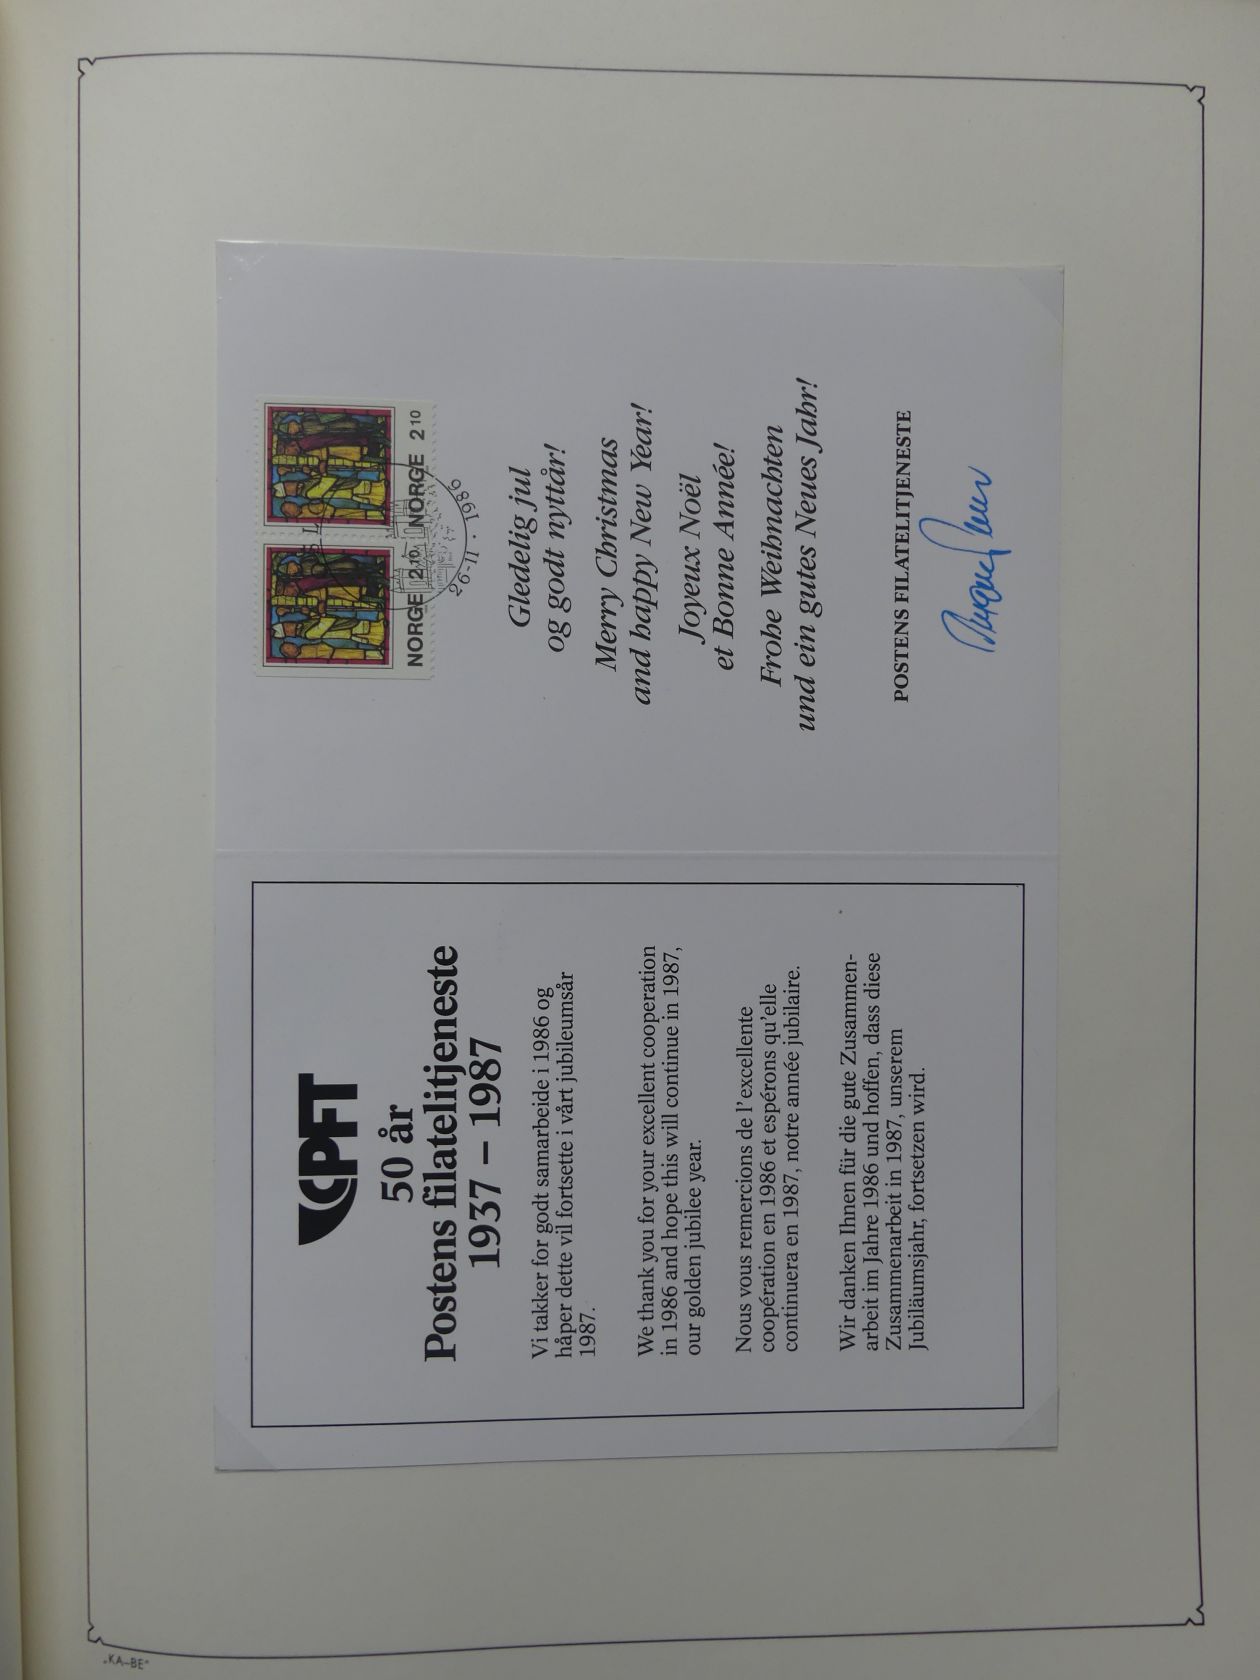 CPFT
50 år
Postens filatelitjeneste
1937 – 1987
Vi takker for godt samarbeide i 1986 og
håper dette vil fortsette i vårt jubileumsår
1987.
We thank you for your excellent cooperation
in 1986 and hope this will continue in 1987,
our golden jubilee year.
Nous vous remercions de l'excellente
coopération en 1986 et espérons qu'elle
continuera en 1987, notre année jubilaire.
Wir danken Ihnen für die gute Zusammen-
arbeit im Jahre 1986 und hoffen, dass diese
Zusammenarbeit in 1987, unserem
Jubiläumsjahr, fortsetzen wird.
NORGE 2 10
NORGE 2 10
26-11·1986
Gledelig jul
og godt nyttår!
Merry Christmas
and happy New Year!
Joyeux Noël
et Bonne Année!
Frohe Weihnachten
und ein gutes Neues Jahr!
POSTENS FILATELITJENESTE
„KA–BE“